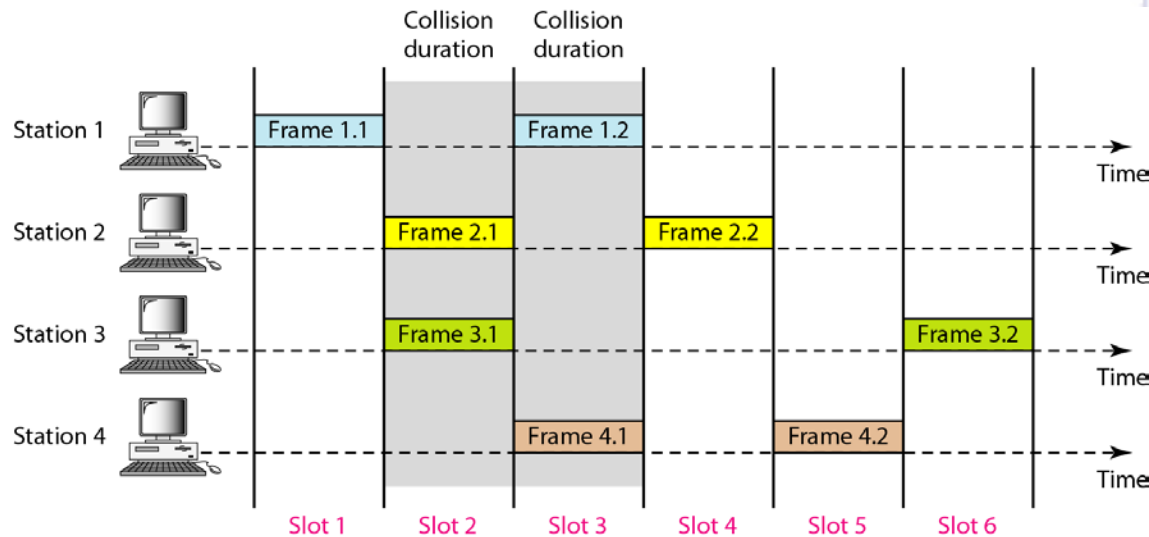 Collision
duration
Collision
duration
Station 1
Frame 1.1
Frame 1.2
Time
Station 2
Frame 2.1
Frame 2.2
Time
Station 3
Frame 3.1
Frame 3.2
Time
Station 4
Frame 4.1
Frame 4.2
Time
Slot 1
Slot 2
Slot 3
Slot 4
Slot 5
Slot 6